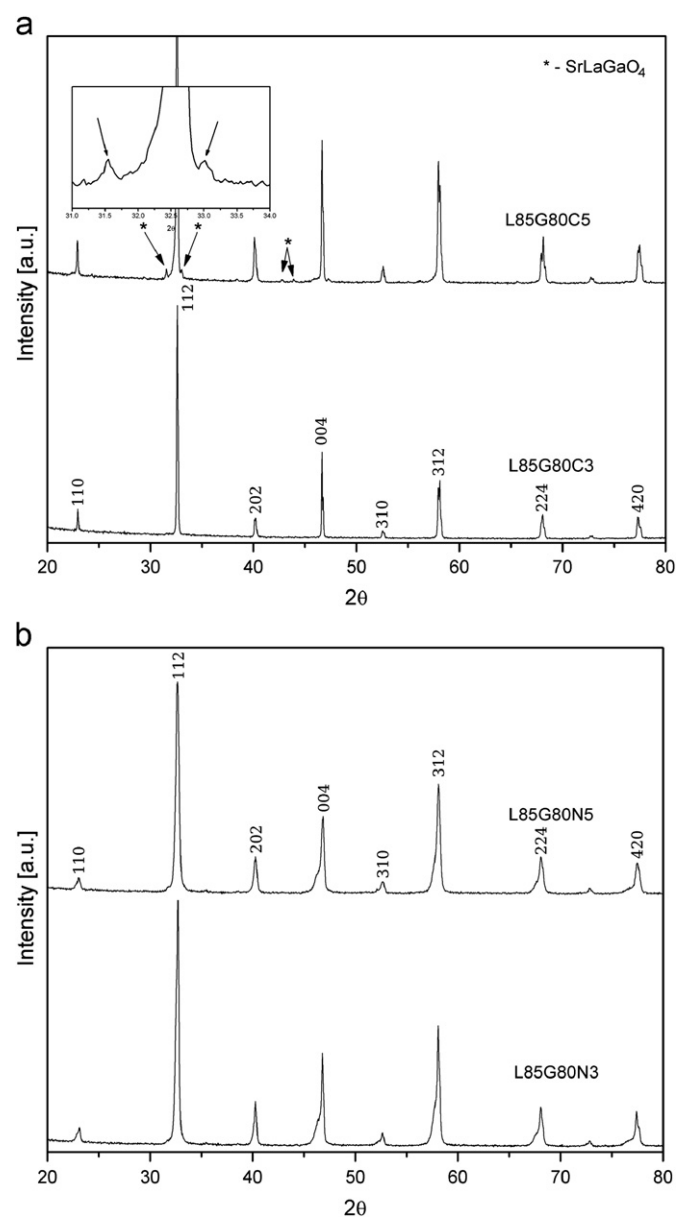 a
* - SrLaGaO₄
31.0 31.5 32.0 32.5 33.0 33.5 34.0
2θ
* * *
L85G80C5
112
004
L85G80C3
312
110 202 310 224 420
Intensity [a.u.]
20 30 40 50 60 70 80
2θ
b
112
312
004
L85G80N5
110 202 310 224 420
L85G80N3
Intensity [a.u.]
20 30 40 50 60 70 80
2θ